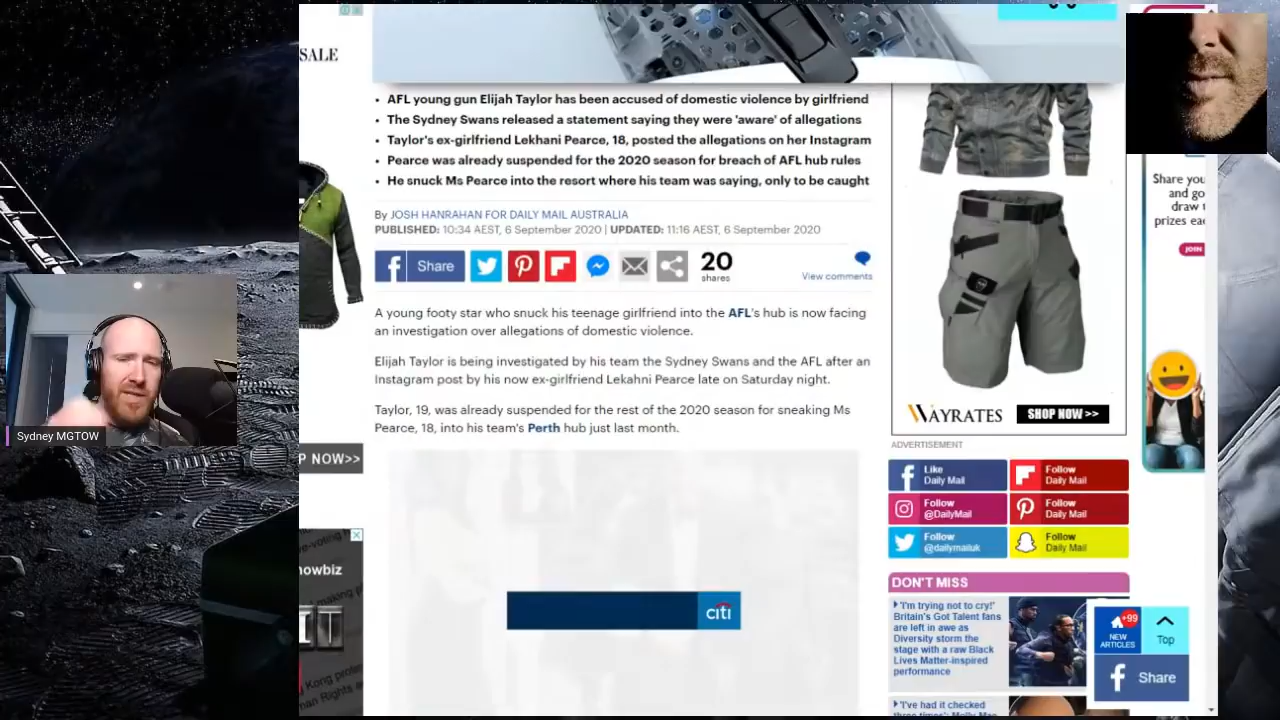 SALE
• AFL young gun Elijah Taylor has been accused of domestic violence by girlfriend
• The Sydney Swans released a statement saying they were 'aware' of allegations
• Taylor's ex-girlfriend Lekhani Pearce, 18, posted the allegations on her Instagram
• Pearce was already suspended for the 2020 season for breach of AFL hub rules
• He snuck Ms Pearce into the resort where his team was saying, only to be caught
By JOSH HANRAHAN FOR DAILY MAIL AUSTRALIA
PUBLISHED: 10:34 AEST, 6 September 2020 | UPDATED: 11:16 AEST, 6 September 2020
Share
20
shares
View comments
A young footy star who snuck his teenage girlfriend into the AFL's hub is now facing
an investigation over allegations of domestic violence.
Elijah Taylor is being investigated by his team the Sydney Swans and the AFL after an
Instagram post by his now ex-girlfriend Lekahni Pearce late on Saturday night.
Taylor, 19, was already suspended for the rest of the 2020 season for sneaking Ms
Pearce, 18, into his team's Perth hub just last month.
Sydney MGTOW
P NOW>>
howbiz
IT
Kong protes
citi
WAYRATES
SHOP NOW >>
ADVERTISEMENT
Like
Daily Mail
Follow
Daily Mail
Follow
@DailyMail
Follow
Daily Mail
Follow
@dailymailuk
Follow
Daily Mail
DON'T MISS
'I'm trying not to cry!'
Britain's Got Talent fans
are left in awe as
Diversity storm the
stage with a raw Black
Lives Matter-inspired
performance
'I've had it checked
Share you
and go
draw t
prizes ea
JOIN
+99
NEW
ARTICLES
Top
Share